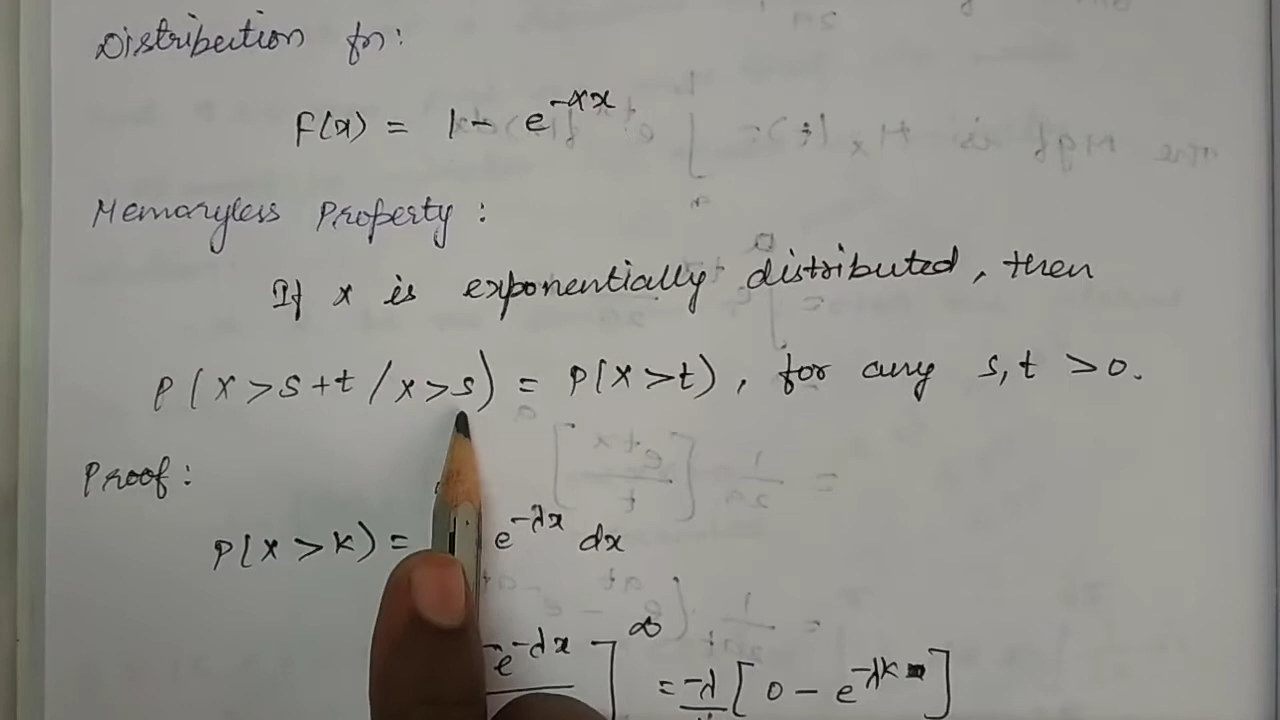 Distribution fn:
F(x) = 1 - e^{-αx}
Memoryless Property:
If x is exponentially distributed, then
P(X > s+t / X > s) = P(X > t), for any s, t > 0.
Proof:
P(X > k) = e^{-λx} dx
e^{-λx} ]^∞ = -λ [ 0 - e^{-λk} ]